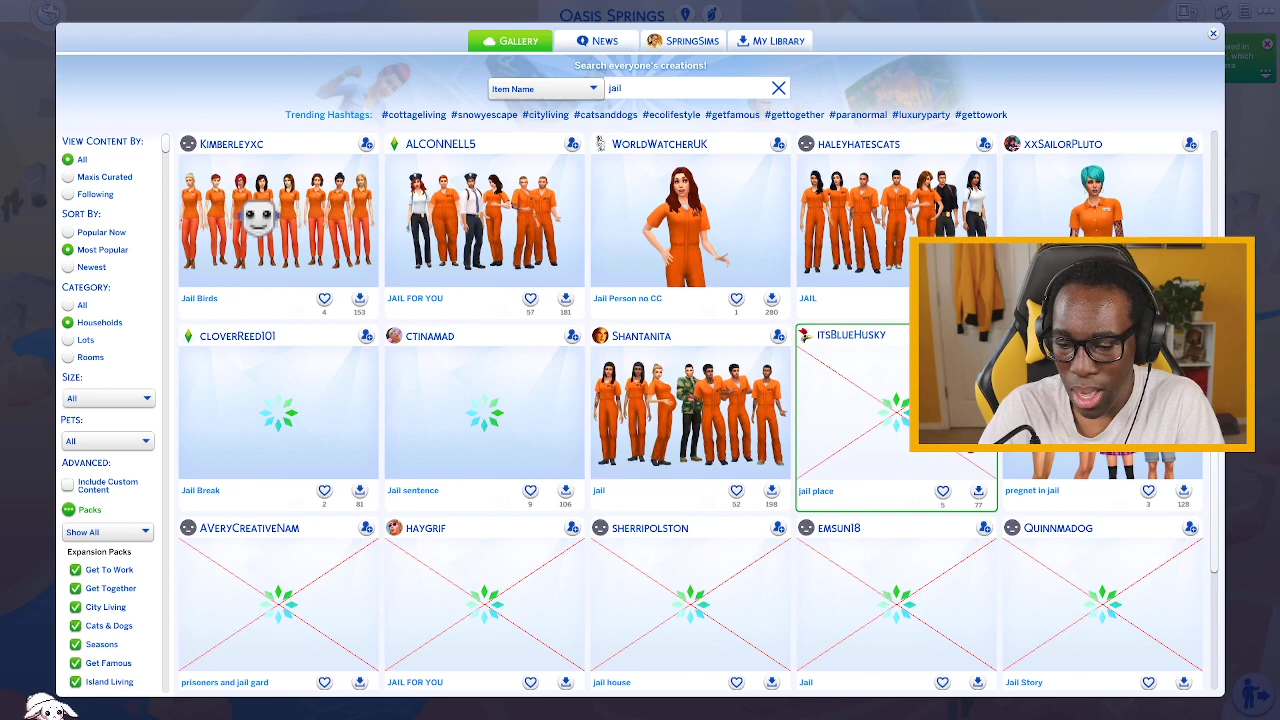 Oasis Springs
Gallery
News
SpringSims
My Library
Search everyone's creations!
Item Name
jail
Trending Hashtags: #cottageliving #snowyescape #cityliving #catsanddogs #ecolifestyle #getfamous #gettogether #paranormal #luxuryparty #gettowork
View Content By:
All
Maxis Curated
Following
Sort By:
Popular Now
Most Popular
Newest
Category:
All
Households
Lots
Rooms
Size:
All
Pets:
All
Advanced:
Include Custom
Content
Packs
Show All
Expansion Packs
Get To Work
Get Together
City Living
Cats & Dogs
Seasons
Get Famous
Island Living
Kimberleyxc
Jail Birds
4
153
ALCONNELL5
JAIL FOR YOU
57
181
WorldWatcherUK
Jail Person no CC
1
280
haleyhatescats
JAIL
xxSailorPluto
cloverReed101
Jail Break
2
81
ctinamad
Jail sentence
9
106
Shantanita
jail
52
198
itsBlueHusky
jail place
5
77
pregnet in jail
3
128
AVeryCreativeNam
prisoners and jail gard
haygrif
JAIL FOR YOU
sherripolston
jail house
emsun18
Jail
Quinnmadog
Jail Story